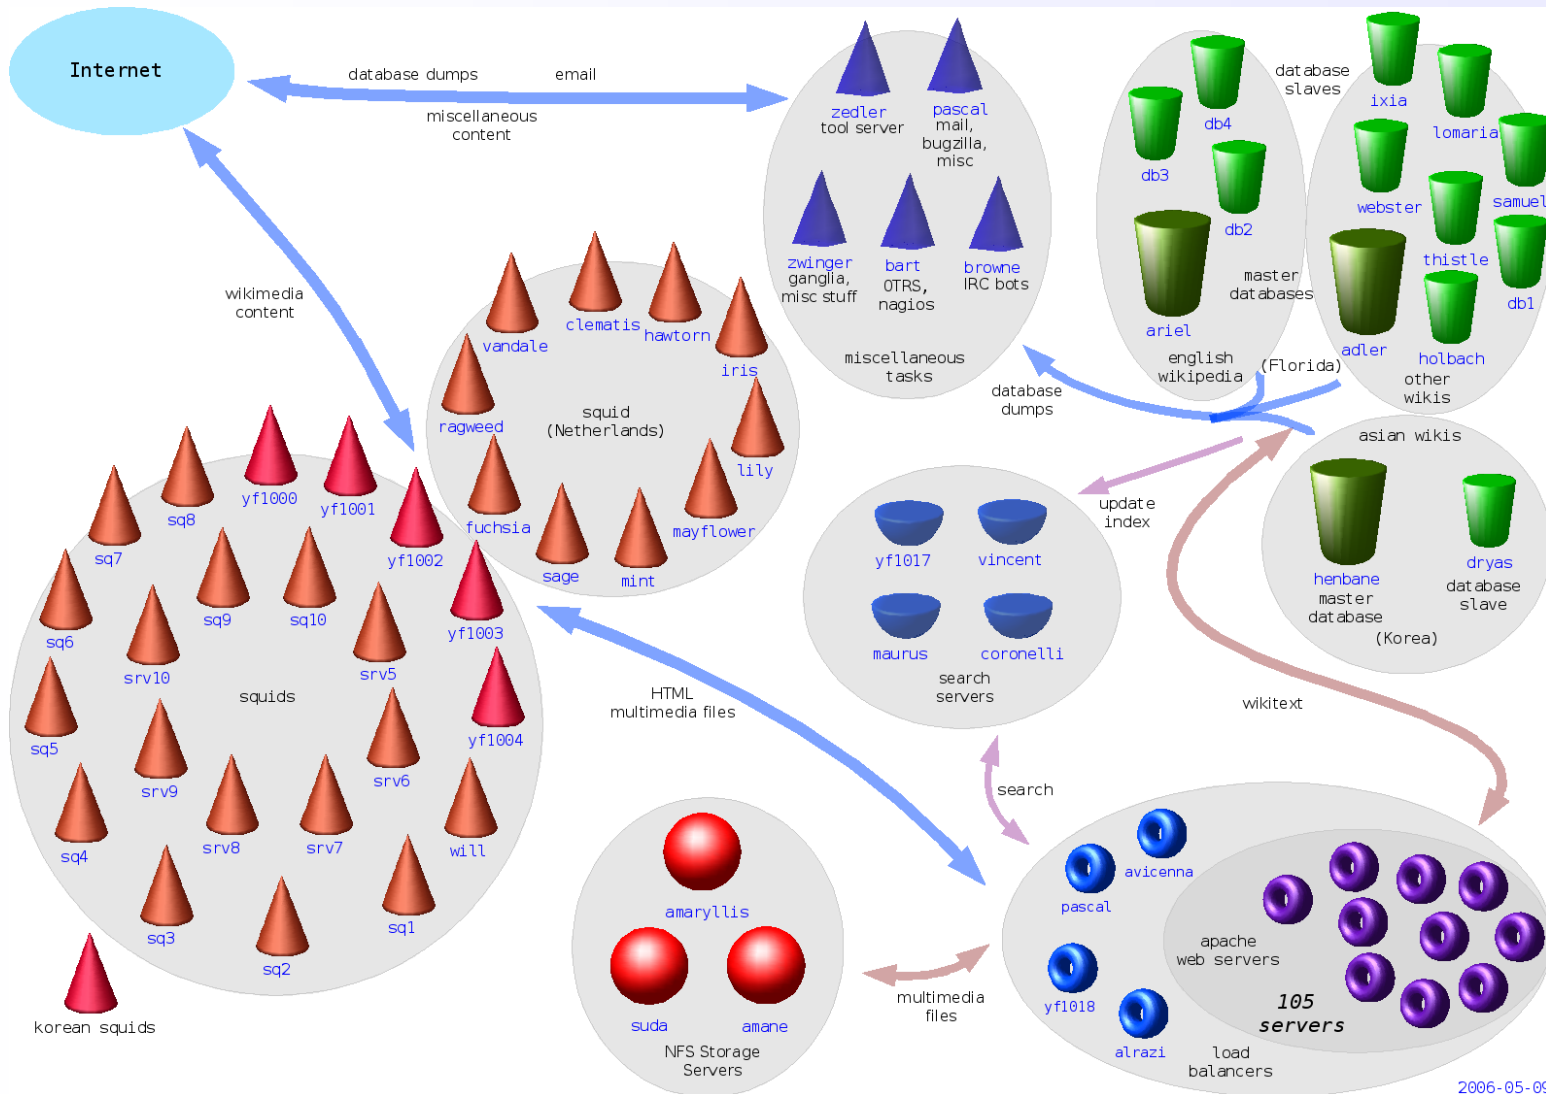 Internet
database dumps
email
miscellaneous
content
wikimedia
content
zedler
tool server
pascal
mail,
bugzilla,
misc
zwinger
ganglia,
misc stuff
bart
OTRS,
nagios
browne
IRC bots
miscellaneous
tasks
database
slaves
db4
db3
db2
ariel
master
databases
english
wikipedia
ixia
lomaria
webster
samuel
thistle
db1
adler
holbach
other
wikis
(Florida)
database
dumps
asian wikis
henbane
master
database
dryas
database
slave
(Korea)
update
index
yf1017
vincent
maurus
coronelli
search
servers
search
wikitext
vandale
clematis
hawtorn
iris
ragweed
squid
(Netherlands)
lily
fuchsia
mayflower
sage
mint
yf1000
yf1001
yf1002
yf1003
yf1004
sq8
sq7
sq6
sq9
sq10
srv10
srv5
squids
sq5
srv9
srv6
sq4
srv8
srv7
will
sq3
sq2
sq1
korean squids
HTML
multimedia files
amaryllis
suda
amane
NFS Storage
Servers
multimedia
files
avicenna
pascal
yf1018
alrazi
load
balancers
apache
web servers
105
servers
2006-05-09